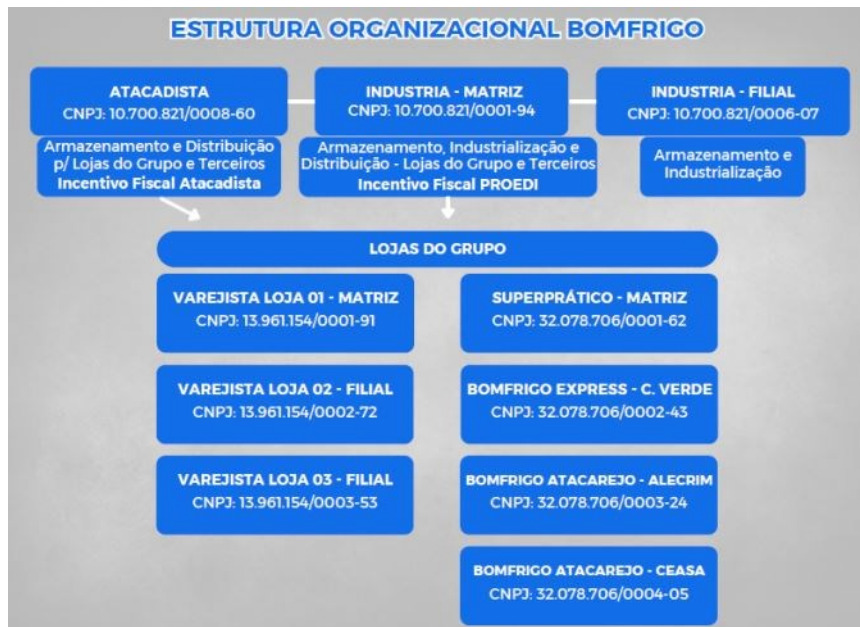 ESTRUTURA ORGANIZACIONAL BOMFRIGO
ATACADISTA
CNPJ: 10.700.821/0008-60
Armazenamento e Distribuição
p/ Lojas do Grupo e Terceiros
Incentivo Fiscal Atacadista
INDUSTRIA - MATRIZ
CNPJ: 10.700.821/0001-94
Armazenamento, Industrialização e
Distribuição - Lojas do Grupo e Terceiros
Incentivo Fiscal PROEDI
INDUSTRIA - FILIAL
CNPJ: 10.700.821/0006-07
Armazenamento e
Industrialização
LOJAS DO GRUPO
VAREJISTA LOJA 01 - MATRIZ
CNPJ: 13.961.154/0001-91
VAREJISTA LOJA 02 - FILIAL
CNPJ: 13.961.154/0002-72
VAREJISTA LOJA 03 - FILIAL
CNPJ: 13.961.154/0003-53
SUPERPRÁTICO - MATRIZ
CNPJ: 32.078.706/0001-62
BOMFRIGO EXPRESS - C. VERDE
CNPJ: 32.078.706/0002-43
BOMFRIGO ATACAREJO - ALECRIM
CNPJ: 32.078.706/0003-24
BOMFRIGO ATACAREJO - CEASA
CNPJ: 32.078.706/0004-05